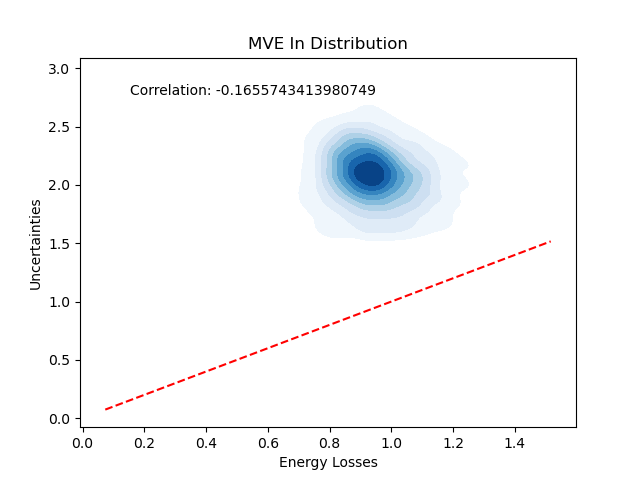 MVE In Distribution
Correlation: -0.1655743413980749
3.0
2.5
2.0
1.5
1.0
0.5
0.0
Uncertainties
0.0 0.2 0.4 0.6 0.8 1.0 1.2 1.4
Energy Losses